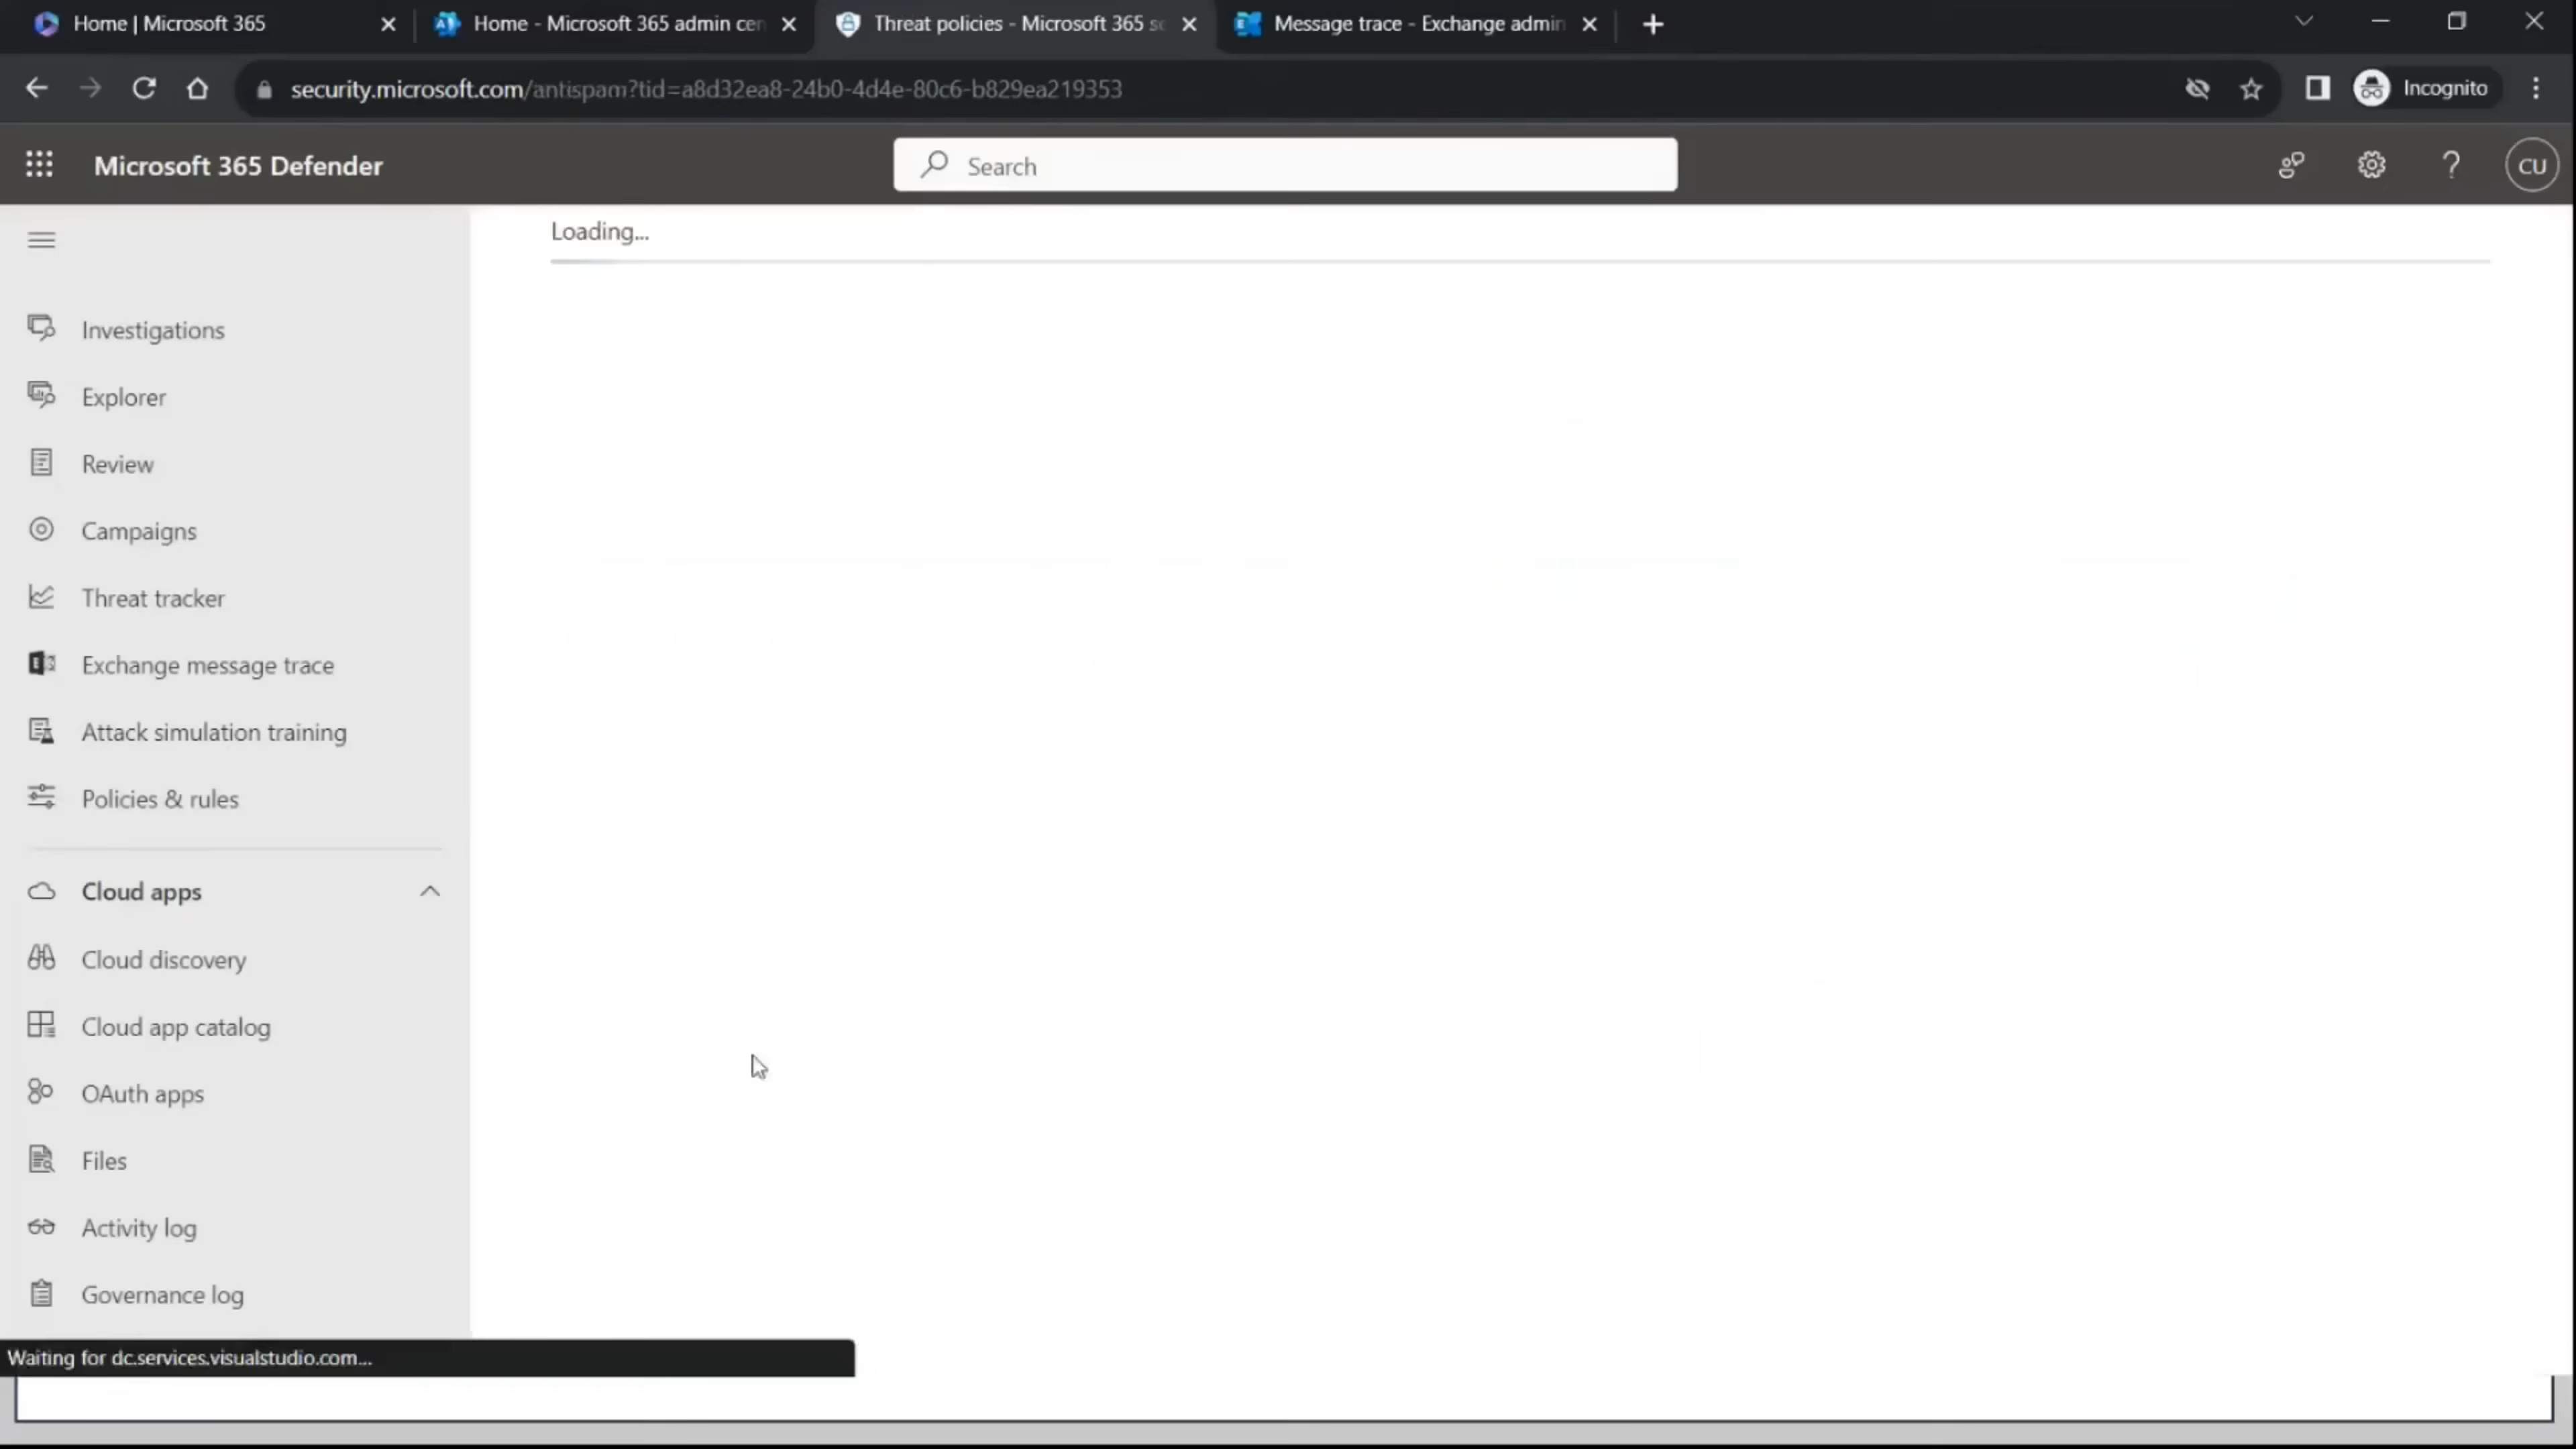 Home | Microsoft 365
Home - Microsoft 365 admin cen
Threat policies - Microsoft 365 se
Message trace - Exchange admin
security.microsoft.com/antispam?tid=a8d32ea8-24b0-4d4e-80c6-b829ea219353
Incognito
Microsoft 365 Defender
Search
CU
Loading...
Investigations
Explorer
Review
Campaigns
Threat tracker
Exchange message trace
Attack simulation training
Policies & rules
Cloud apps
Cloud discovery
Cloud app catalog
OAuth apps
Files
Activity log
Governance log
Waiting for dc.services.visualstudio.com...